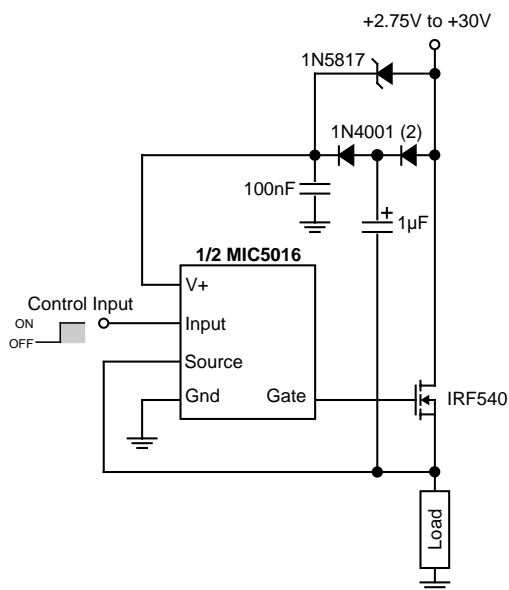 +2.75V to +30V
1N5817
1N4001 (2)
100nF
+
1µF
1/2 MIC5016
V+
Control Input
ON
OFF
Input
Source
Gnd
Gate
IRF540
Load